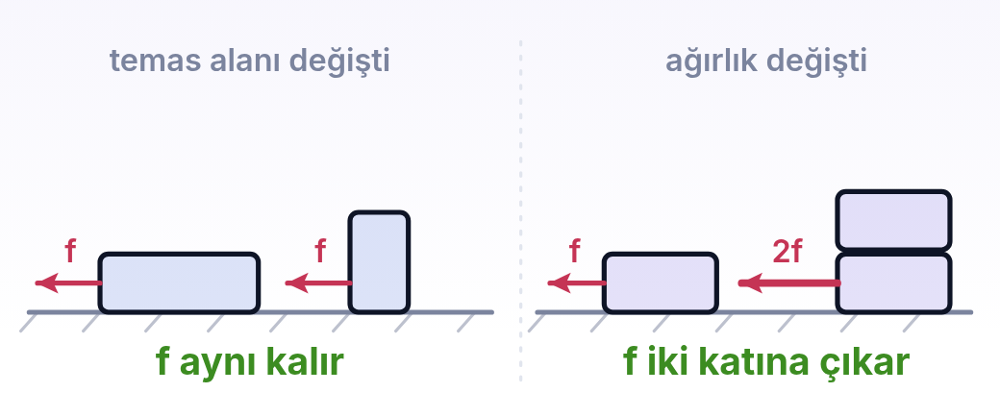 temas alanı değişti
f
f
f aynı kalır
ağırlık değişti
f
2f
f iki katına çıkar